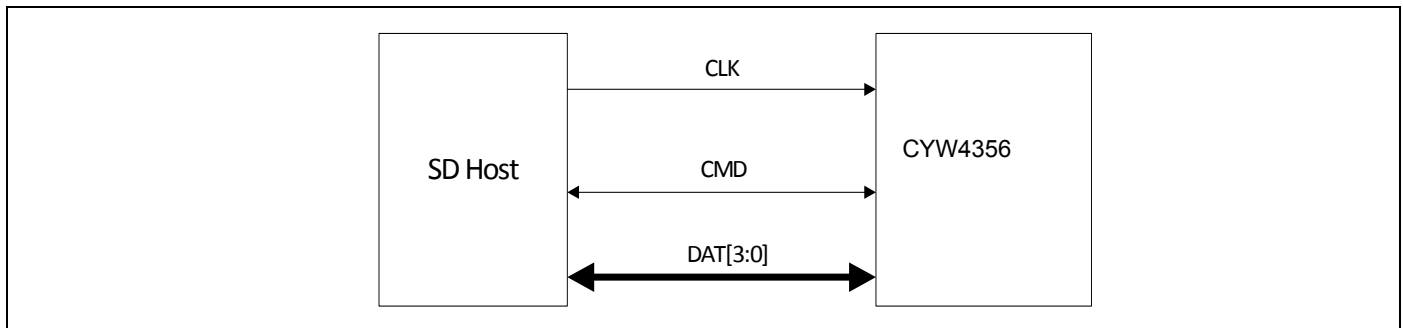 CLK
SD Host
CMD
CYW4356
DAT[3:0]